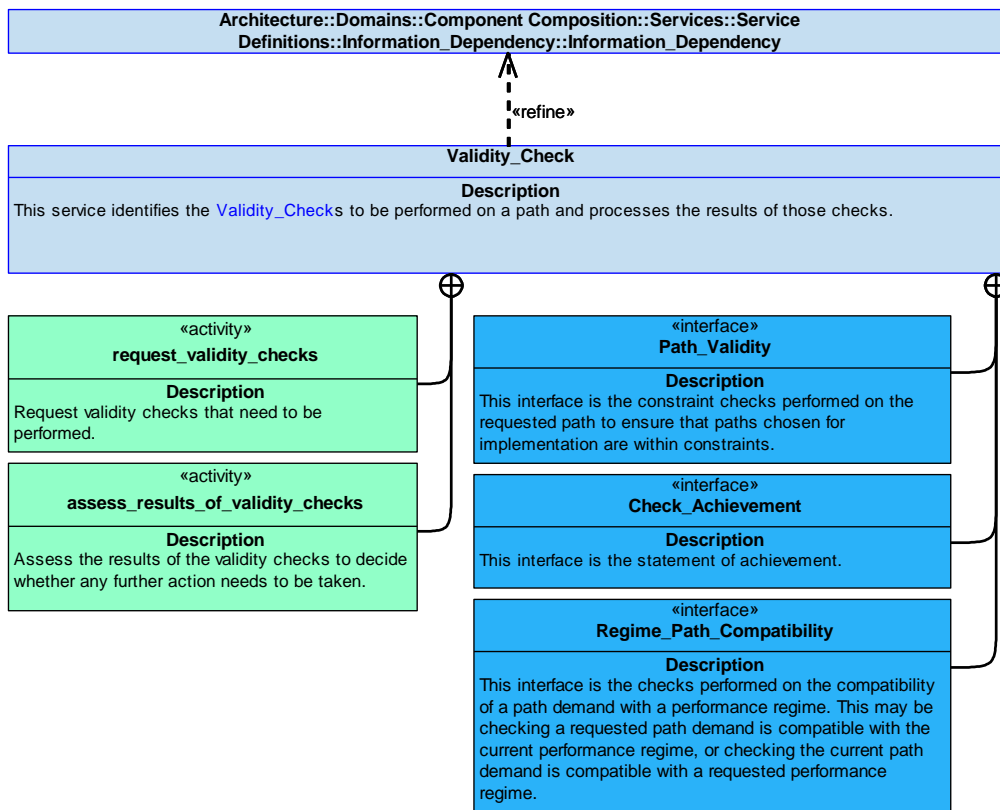 Architecture::Domains::Component Composition::Services::Service
Definitions::Information_Dependency::Information_Dependency
«refine»
Validity_Check
Description
This service identifies the Validity_Checks to be performed on a path and processes the results of those checks.
«activity»
request_validity_checks
Description
Request validity checks that need to be
performed.
«activity»
assess_results_of_validity_checks
Description
Assess the results of the validity checks to decide
whether any further action needs to be taken.
«interface»
Path_Validity
Description
This interface is the constraint checks performed on the
requested path to ensure that paths chosen for
implementation are within constraints.
«interface»
Check_Achievement
Description
This interface is the statement of achievement.
«interface»
Regime_Path_Compatibility
Description
This interface is the checks performed on the compatibility
of a path demand with a performance regime. This may be
checking a requested path demand is compatible with the
current performance regime, or checking the current path
demand is compatible with a requested performance
regime.